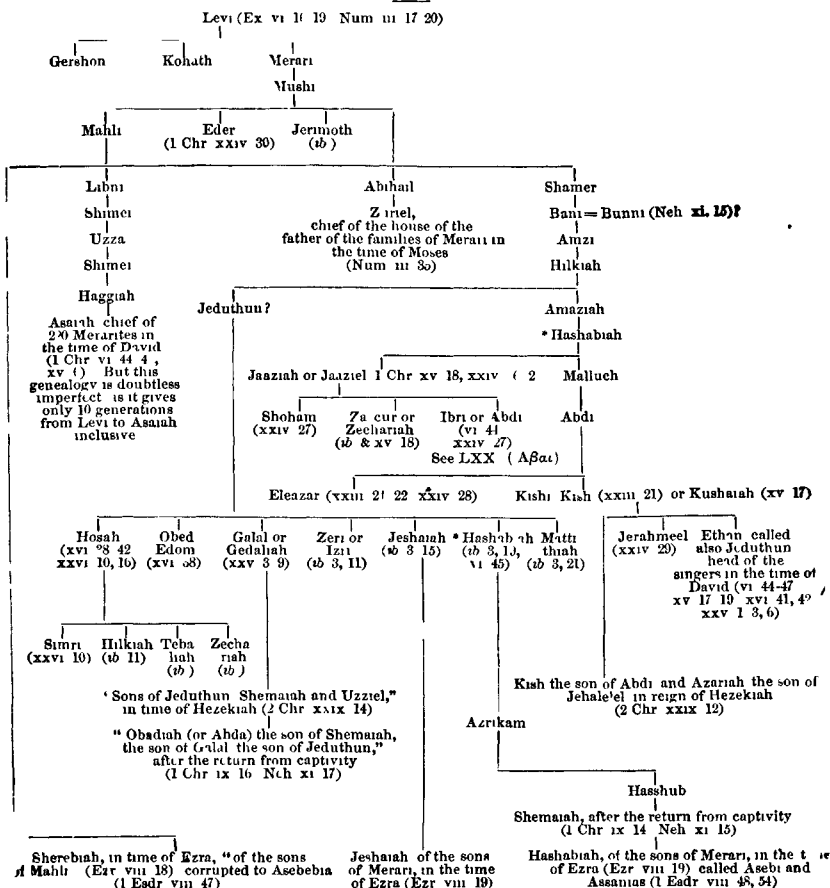 Levi (Ex vi 16 19 Num iii 17 20)
Gershon Kohath Merari
Mushi
Mahli Eder Jerimoth
(1 Chr xxiv 30) (ib)
Libni Abihail Shamer
Shimei Z iriel, Bani = Bunni (Neh xi. 15)?
chief of the house of the
Uzza father of the families of Merari in Amzi
the time of Moses
Shimei (Num iii 35) Hilkiah
Haggiah Jeduthun? Amaziah
Asaiah chief of
220 Merarites in * Hashabiah
the time of David
(1 Chr vi 44 4,
xv 6) But this Jaaziah or Jaaziel 1 Chr xv 18, xxiv 2 Malluch
genealogy is doubtless
imperfect as it gives
only 10 generations Shoham Zaccur or Ibri or Abdi Abdi
from Levi to Asaiah (xxiv 27) Zechariah (vi 44
inclusive (ib & xv 18) xxiv 27)
See LXX (Αβαι)
Eleazar (xxiii 21 22 xxiv 28) Kishi Kish (xxiii 21) or Kushaiah (xv 17)
Hosah Obed Galal or Zeri or Jeshaiah * Hashabiah Matti Jerahmeel Ethan called
(xvi 38 42 Edom Gedaliah Izri (ib 3 15) (ib 3, 19, thiah (xxiv 29) also Jeduthun
xxvi 10, 16) (xvi 38) (xxv 3 9) (ib 3, 11) vi 45) (ib 3, 21) head of the
singers in the time of
David (vi 44-47
xv 17 19 xvi 41, 42
xxv 1 3, 6)
Simri Hilkiah Teba Zecha
(xxvi 10) (ib 11) liah riah
(ib) (ib)
"Sons of Jeduthun Shemaiah and Uzziel,"
in time of Hezekiah (2 Chr xxix 14)
Kish the son of Abdi and Azariah the son of
Jehale'el in reign of Hezekiah
(2 Chr xxix 12)
Azrikam
"Obadiah (or Abda) the son of Shemaiah,
the son of Galal the son of Jeduthun,"
after the return from captivity
(1 Chr ix 16 Neh xi 17)
Hasshub
Shemaiah, after the return from captivity
(1 Chr ix 14 Neh xi 15)
Sherebiah, in time of Ezra, "of the sons Jeshaiah of the sons Hashabiah, of the sons of Merari, in the
of Mahli (Ezr viii 18) corrupted to Asebebia of Merari, in the time of Ezra (Ezr viii 19) called Asebi and
(1 Esdr viii 47) of Ezra (Ezr viii 19) Assanias (1 Esdr viii 48, 54)